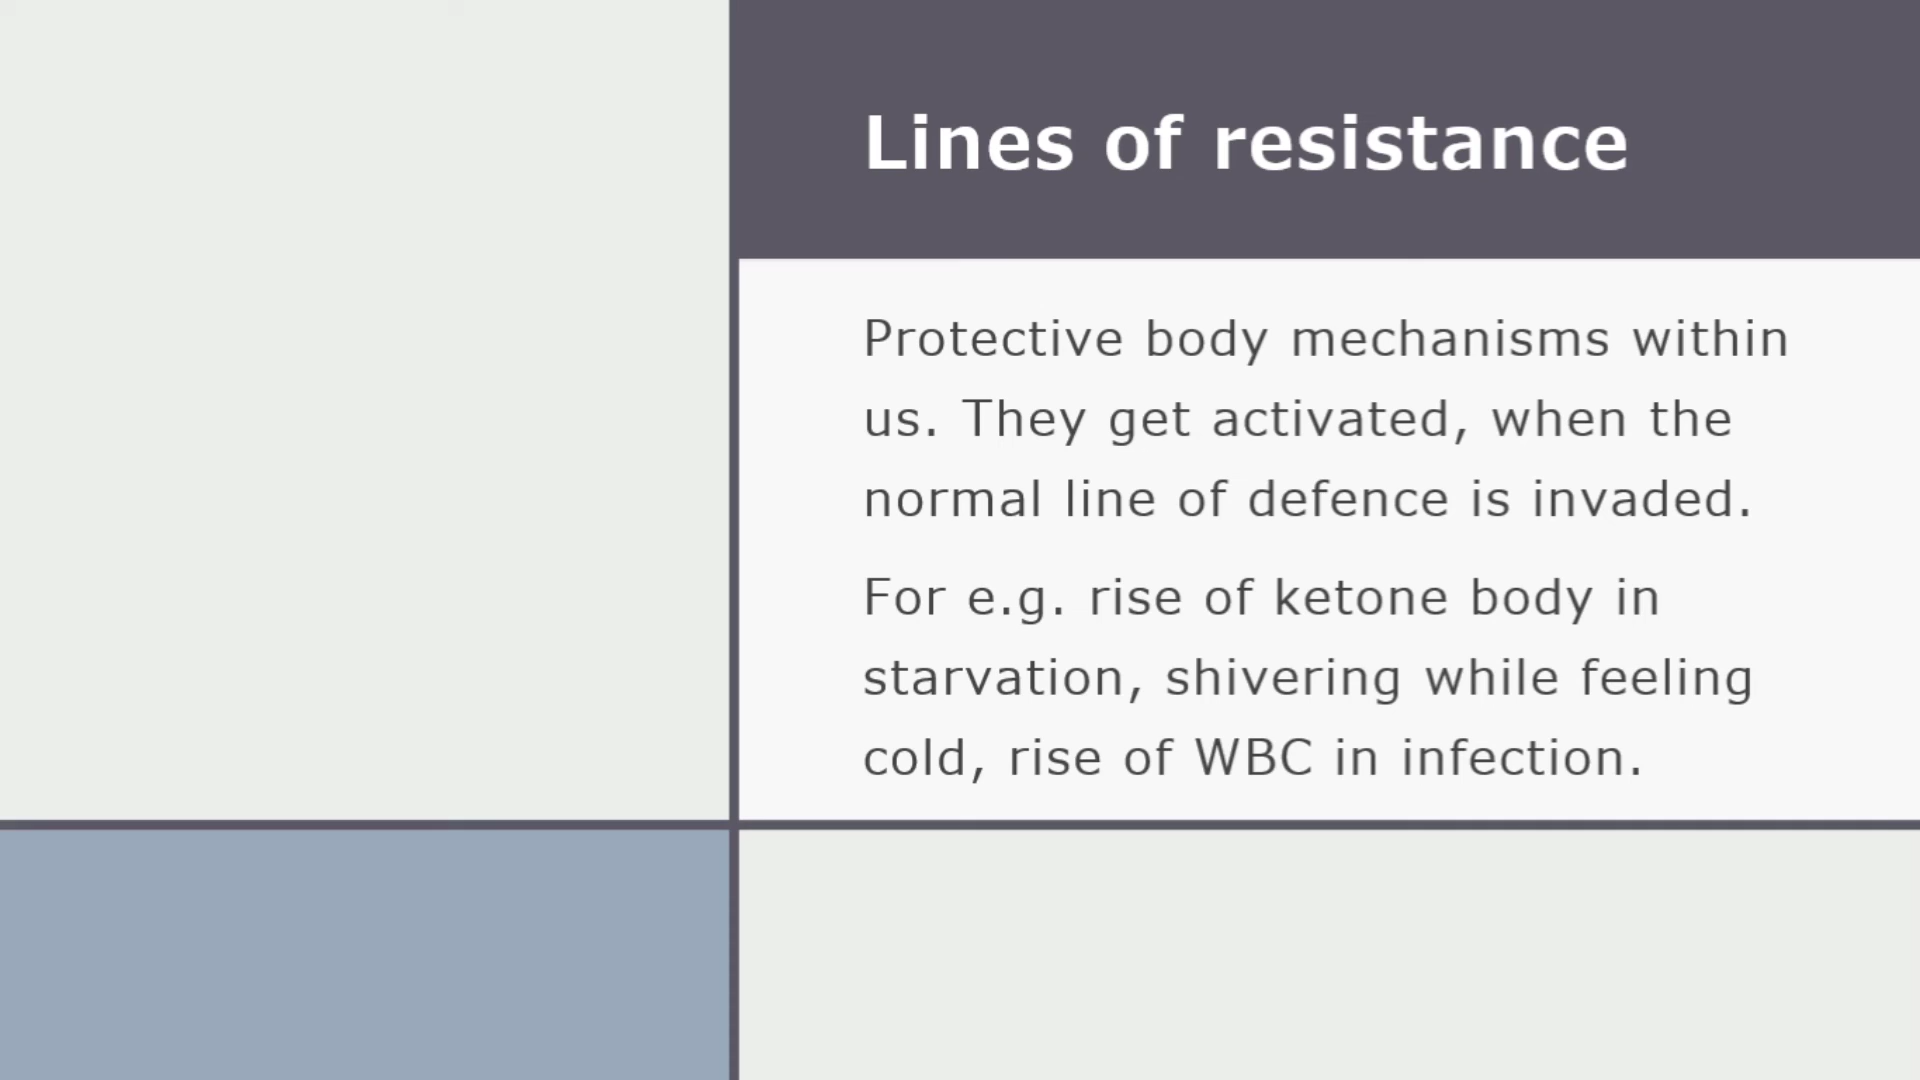 Lines of resistance
Protective body mechanisms within
us. They get activated, when the
normal line of defence is invaded.
For e.g. rise of ketone body in
starvation, shivering while feeling
cold, rise of WBC in infection.